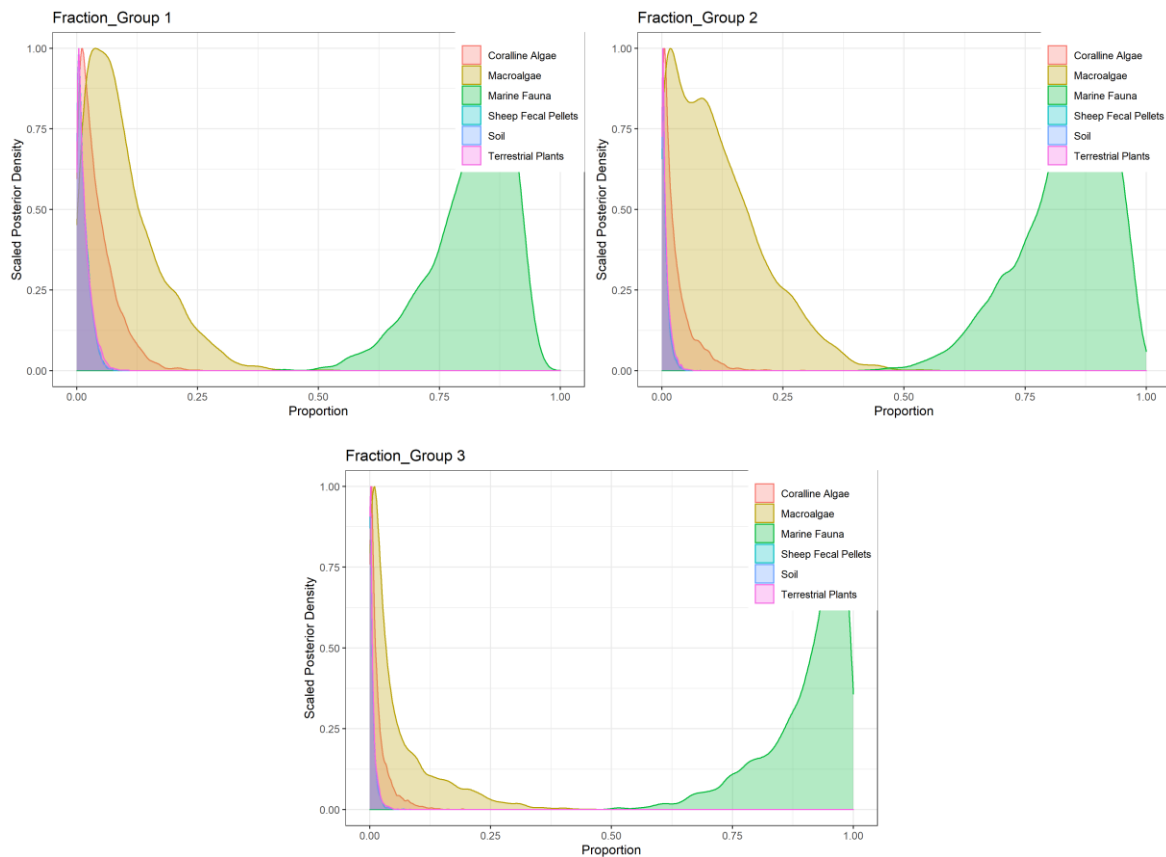 Fraction_Group 1
Scaled Posterior Density
1.00
0.75
0.50
0.25
0.00
Coralline Algae
Macroalgae
Marine Fauna
Sheep Fecal Pellets
Soil
Terrestrial Plants
0.00 0.25 0.50 0.75 1.00
Proportion
Fraction_Group 2
Scaled Posterior Density
1.00
0.75
0.50
0.25
0.00
Coralline Algae
Macroalgae
Marine Fauna
Sheep Fecal Pellets
Soil
Terrestrial Plants
0.00 0.25 0.50 0.75 1.00
Proportion
Fraction_Group 3
Scaled Posterior Density
1.00
0.75
0.50
0.25
0.00
Coralline Algae
Macroalgae
Marine Fauna
Sheep Fecal Pellets
Soil
Terrestrial Plants
0.00 0.25 0.50 0.75 1.00
Proportion